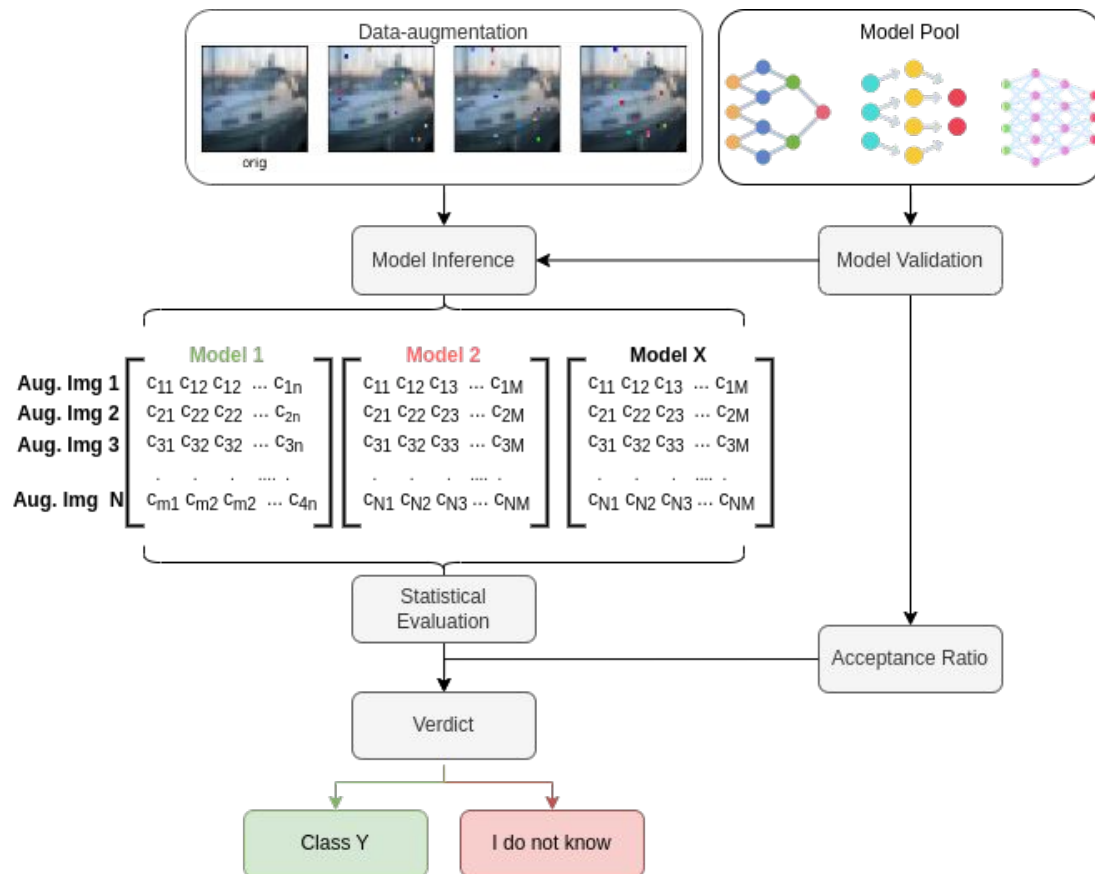 Data-augmentation
Model Pool
orig
Model Inference
Model Validation
Model 1
Model 2
Model X
Aug. Img 1
c11 c12 c12 ... c1n
c11 c12 c13 ... c1M
c11 c12 c13 ... c1M
Aug. Img 2
c21 c22 c22 ... c2n
c21 c22 c23 ... c2M
c21 c22 c23 ... c2M
Aug. Img 3
c31 c32 c32 ... c3n
c31 c32 c33 ... c3M
c31 c32 c33 ... c3M
. . . .... .
. . . .... .
. . . .... .
Aug. Img N
cm1 cm2 cm2 ... c4n
cN1 cN2 cN3 ... cNM
cN1 cN2 cN3 ... cNM
Statistical
Evaluation
Acceptance Ratio
Verdict
Class Y
I do not know